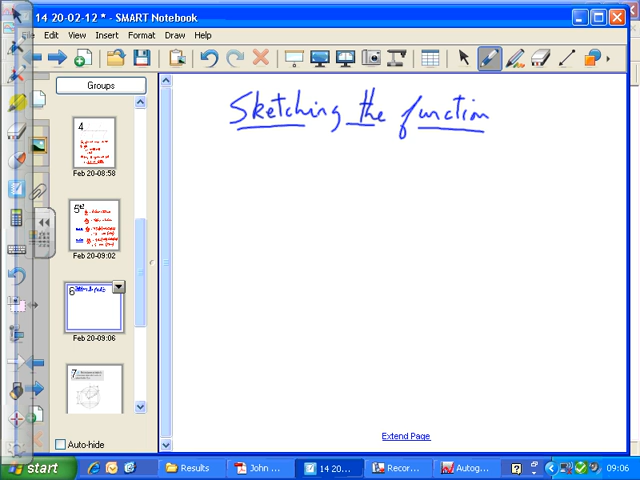 14 20-02-12 * - SMART Notebook
File Edit View Insert Format Draw Help
Groups
4
Feb 20-08:58
5
Feb 20-09:02
6
Feb 20-09:06
7
Auto-hide
Sketching the function
Extend Page
start
Results
John ...
14 20...
Recor...
Autog...
09:06